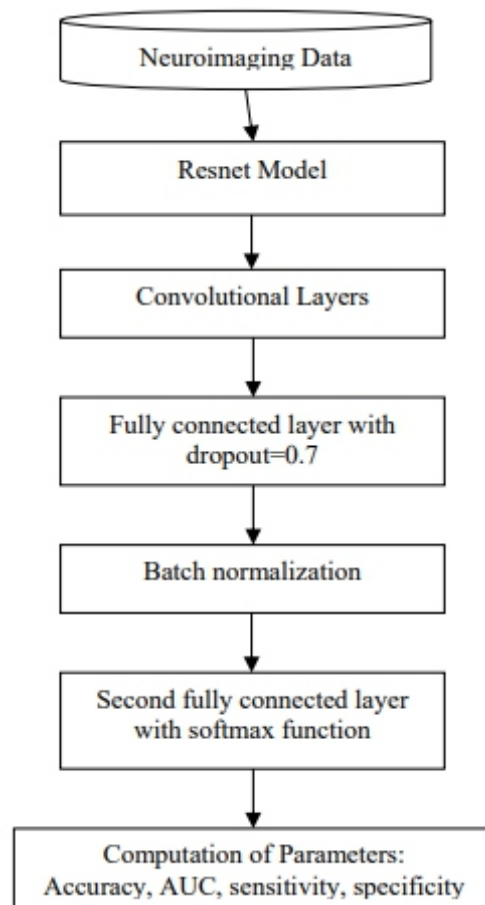 Neuroimaging Data
Resnet Model
Convolutional Layers
Fully connected layer with
dropout=0.7
Batch normalization
Second fully connected layer
with softmax function
Computation of Parameters:
Accuracy, AUC, sensitivity, specificity